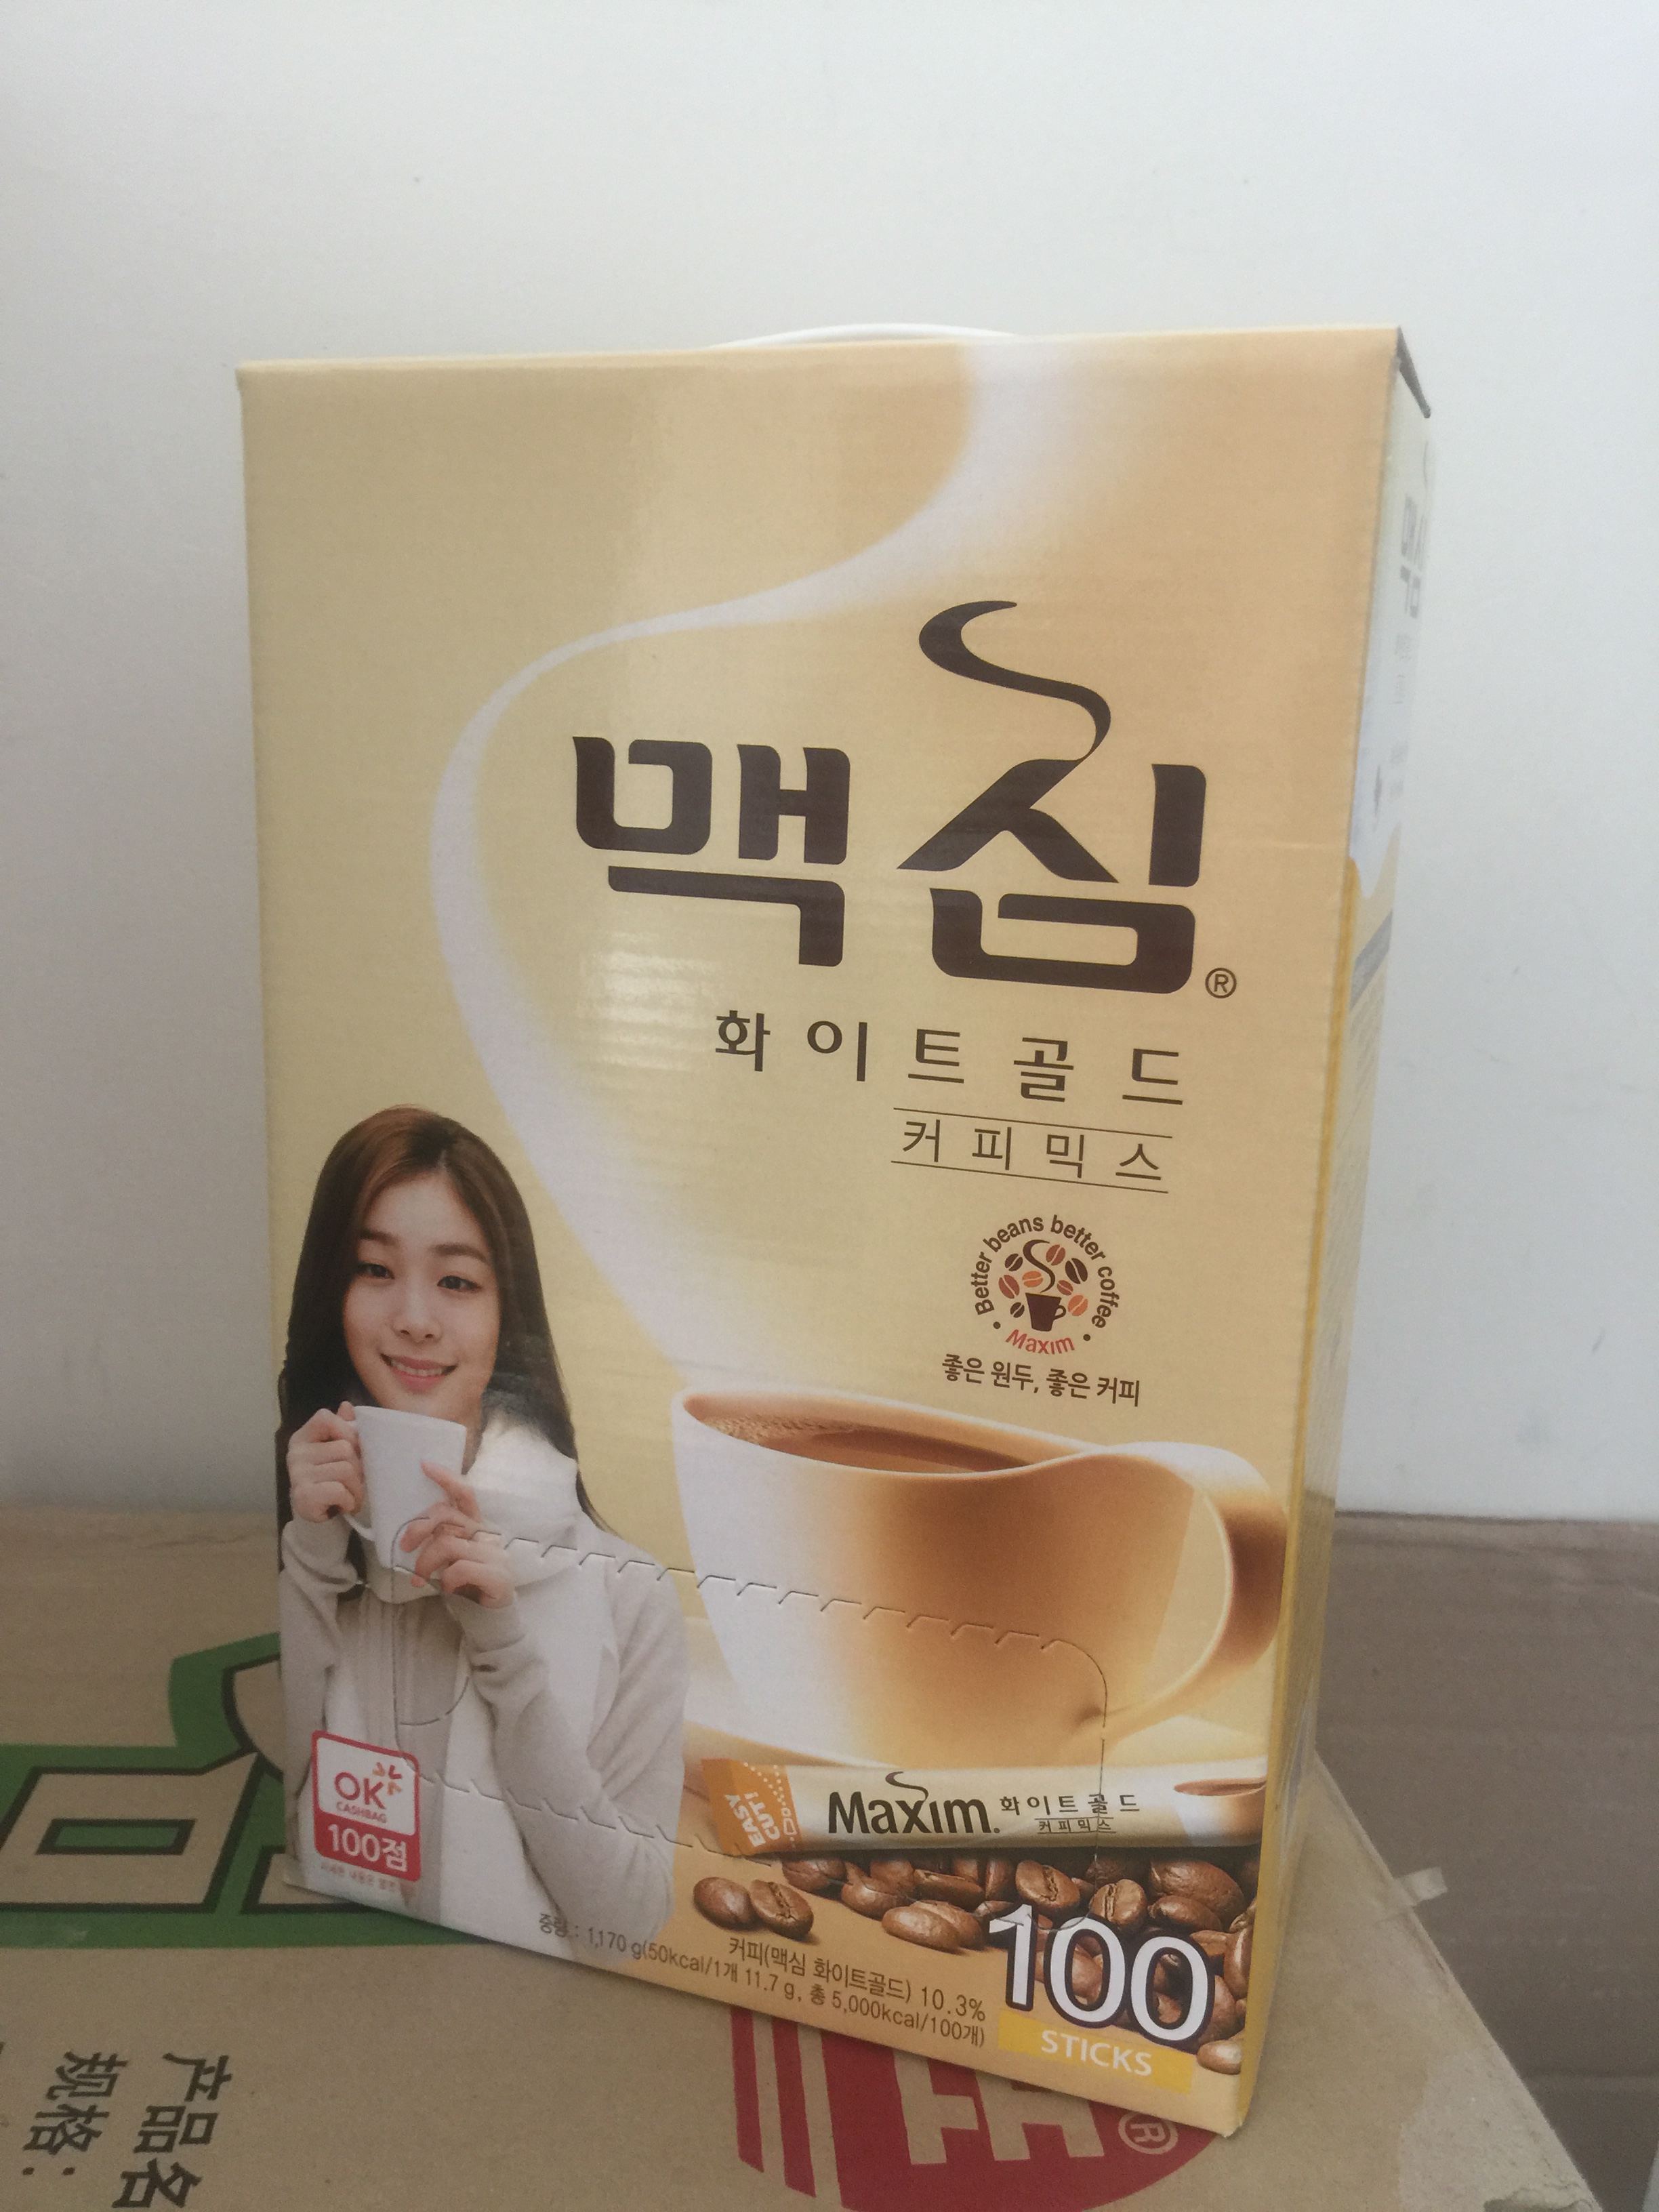 맥심®
화이트골드
커피믹스
Better beans better coffee
Maxim
좋은 원두, 좋은 커피
EASY
CUT!
Maxim. 화이트 골드
커피믹스
OK
CASHBAG
100점
커피(맥심 화이트골드) 10.3%
중량 : 1,170 g(50kcal/1개 11.7 g, 총 5,000kcal/100개)
100
STICKS
맥심
产品名
规格:
®